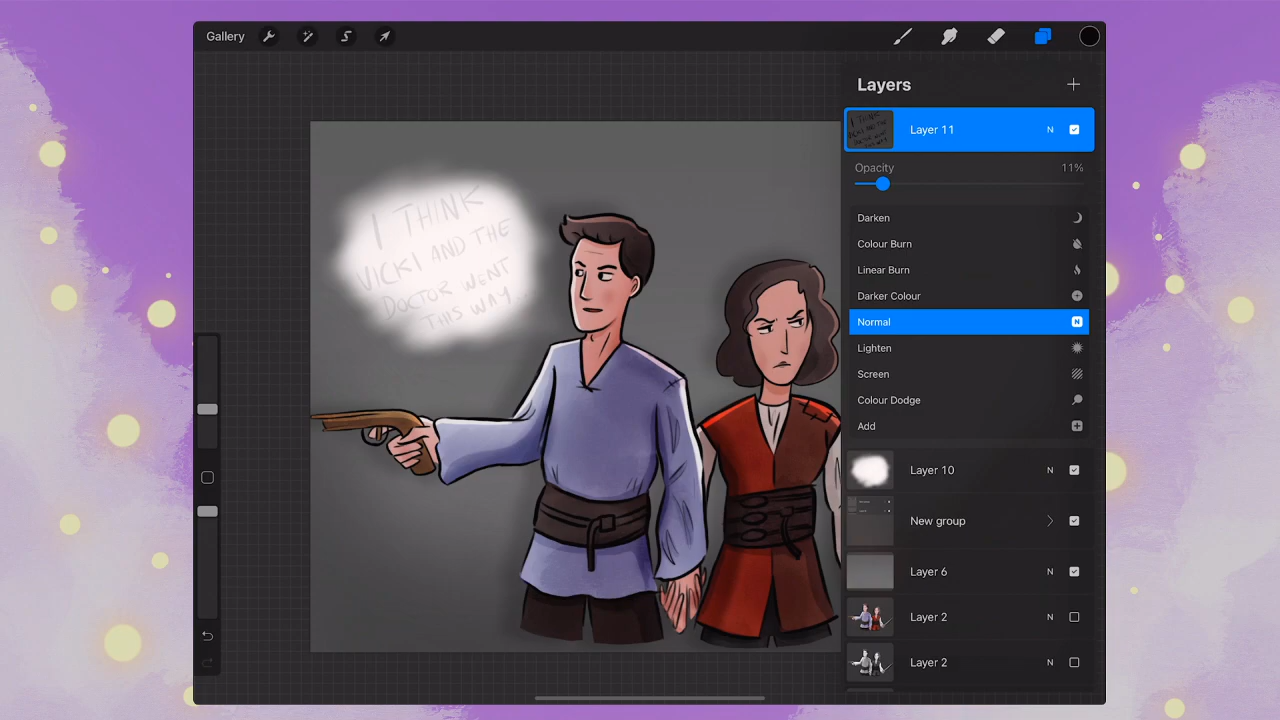 Gallery
Layers
Layer 11 N
Opacity 11%
Darken
Colour Burn
Linear Burn
Darker Colour
Normal N
Lighten
Screen
Colour Dodge
Add
Layer 10 N
New group
Layer 6 N
Layer 2 N
Layer 2 N
I THINK
VICKI AND THE
DOCTOR WENT
THIS WAY...